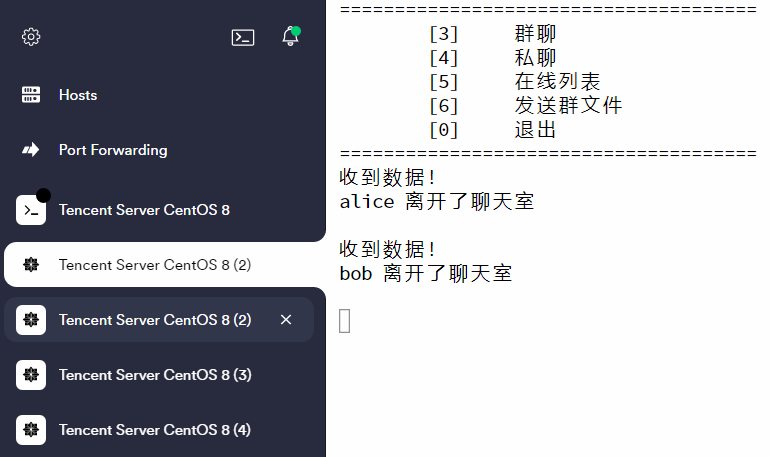 Hosts
Port Forwarding
Tencent Server CentOS 8
Tencent Server CentOS 8 (2)
Tencent Server CentOS 8 (2)
Tencent Server CentOS 8 (3)
Tencent Server CentOS 8 (4)
======================================
[3] 群聊
[4] 私聊
[5] 在线列表
[6] 发送群文件
[0] 退出
======================================
收到数据!
alice 离开了聊天室
收到数据!
bob 离开了聊天室